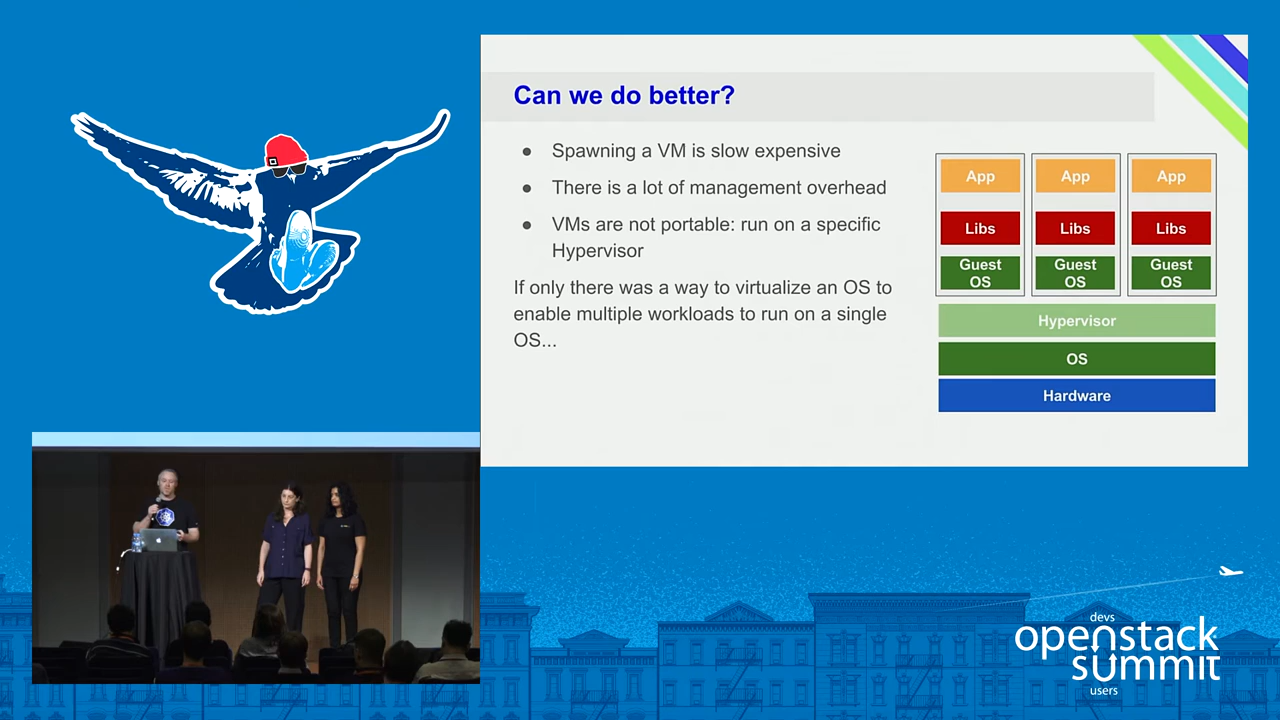 Can we do better?
● Spawning a VM is slow expensive
● There is a lot of management overhead
● VMs are not portable: run on a specific
Hypervisor
If only there was a way to virtualize an OS to
enable multiple workloads to run on a single
OS...
App App App
Libs Libs Libs
Guest Guest Guest
OS OS OS
Hypervisor
OS
Hardware
devs
openstack
summit
users